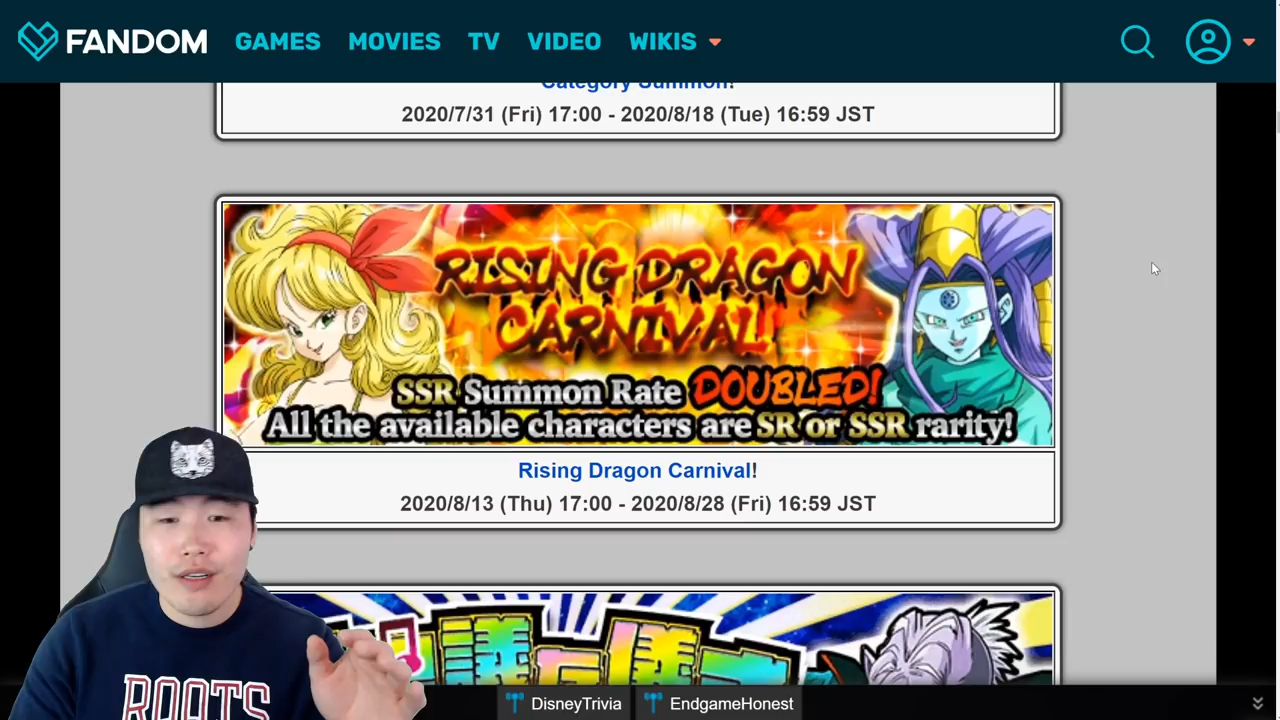 FANDOM GAMES MOVIES TV VIDEO WIKIS
Category Summon!
2020/7/31 (Fri) 17:00 - 2020/8/18 (Tue) 16:59 JST
RISING DRAGON
CARNIVAL!
SSR Summon Rate DOUBLED!
All the available characters are SR or SSR rarity!
Rising Dragon Carnival!
2020/8/13 (Thu) 17:00 - 2020/8/28 (Fri) 16:59 JST
ROOTS
DisneyTrivia EndgameHonest